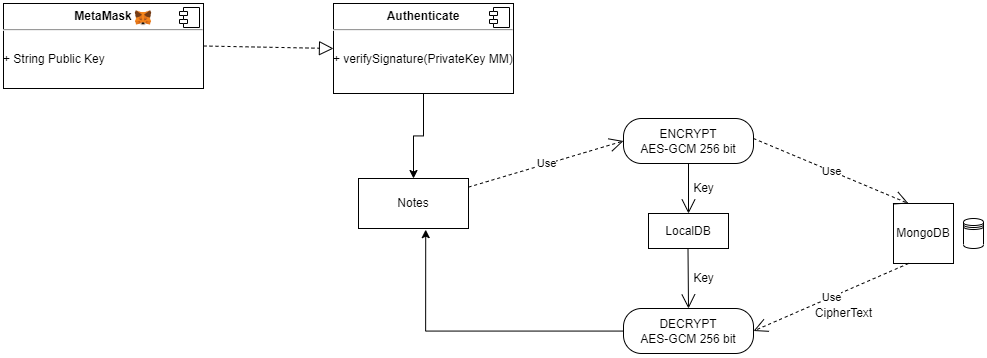 MetaMask
+ String Public Key
Authenticate
+ verifySignature(PrivateKey MM)
Notes
Use
ENCRYPT
AES-GCM 256 bit
Use
Key
LocalDB
MongoDB
Key
Use
CipherText
DECRYPT
AES-GCM 256 bit